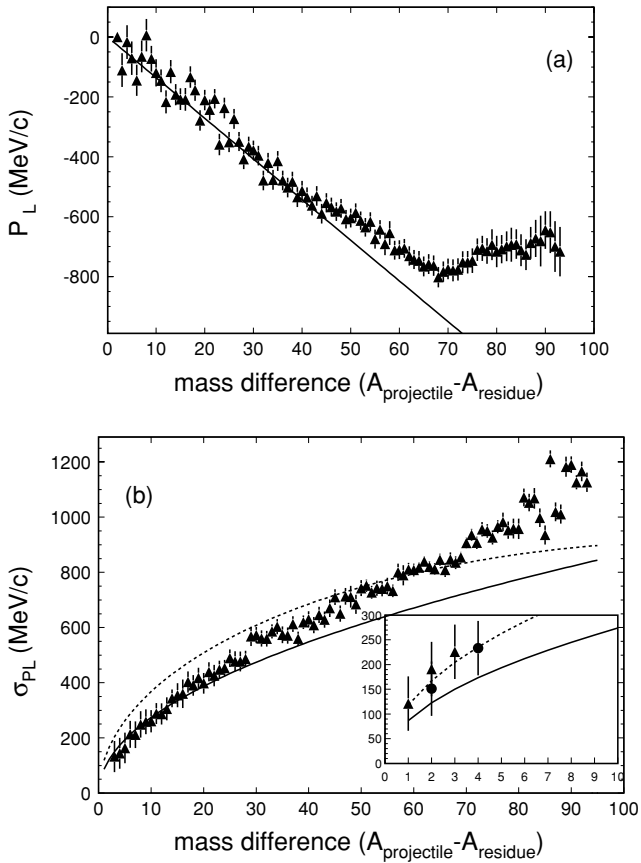 (a)
0
-200
-400
-600
-800
P_L (MeV/c)
0 10 20 30 40 50 60 70 80 90 100
mass difference (A_projectile-A_residue)
(b)
1200
1000
800
600
400
200
0
σ_PL (MeV/c)
300
250
200
150
100
50
0
0 1 2 3 4 5 6 7 8 9 10
0 10 20 30 40 50 60 70 80 90 100
mass difference (A_projectile-A_residue)